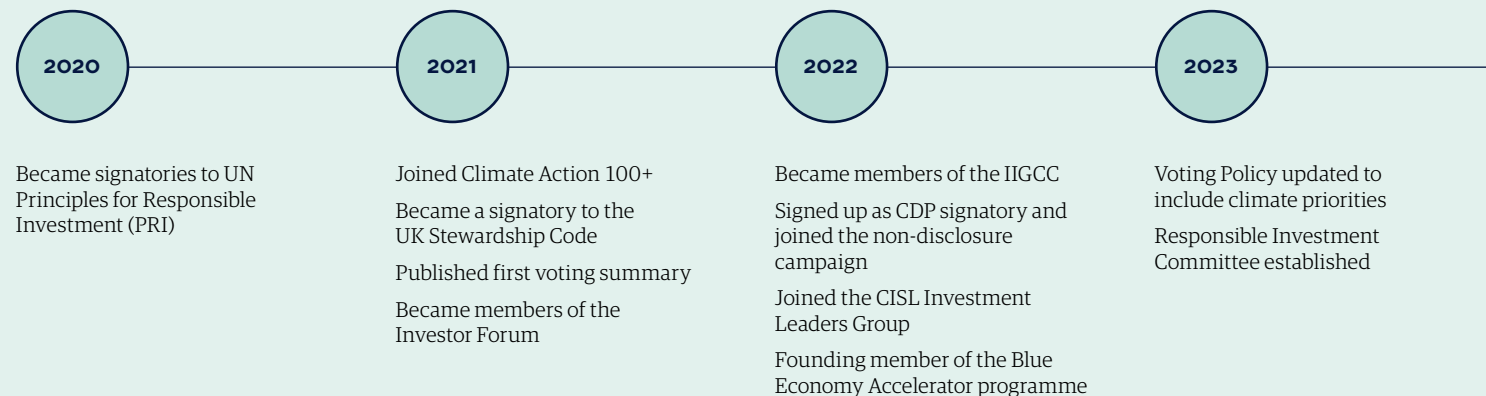 2020
Became signatories to UN
Principles for Responsible
Investment (PRI)
2021
Joined Climate Action 100+
Became a signatory to the
UK Stewardship Code
Published first voting summary
Became members of the
Investor Forum
2022
Became members of the IIGCC
Signed up as CDP signatory and
joined the non-disclosure
campaign
Joined the CISL Investment
Leaders Group
Founding member of the Blue
Economy Accelerator programme
2023
Voting Policy updated to
include climate priorities
Responsible Investment
Committee established